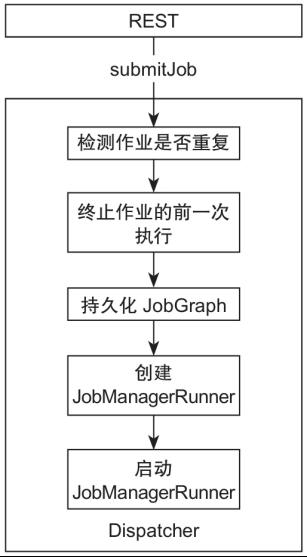 REST
submitJob
检测作业是否重复
终止作业的前一次
执行
持久化 JobGraph
创建
JobManagerRunner
启动
JobManagerRunner
Dispatcher